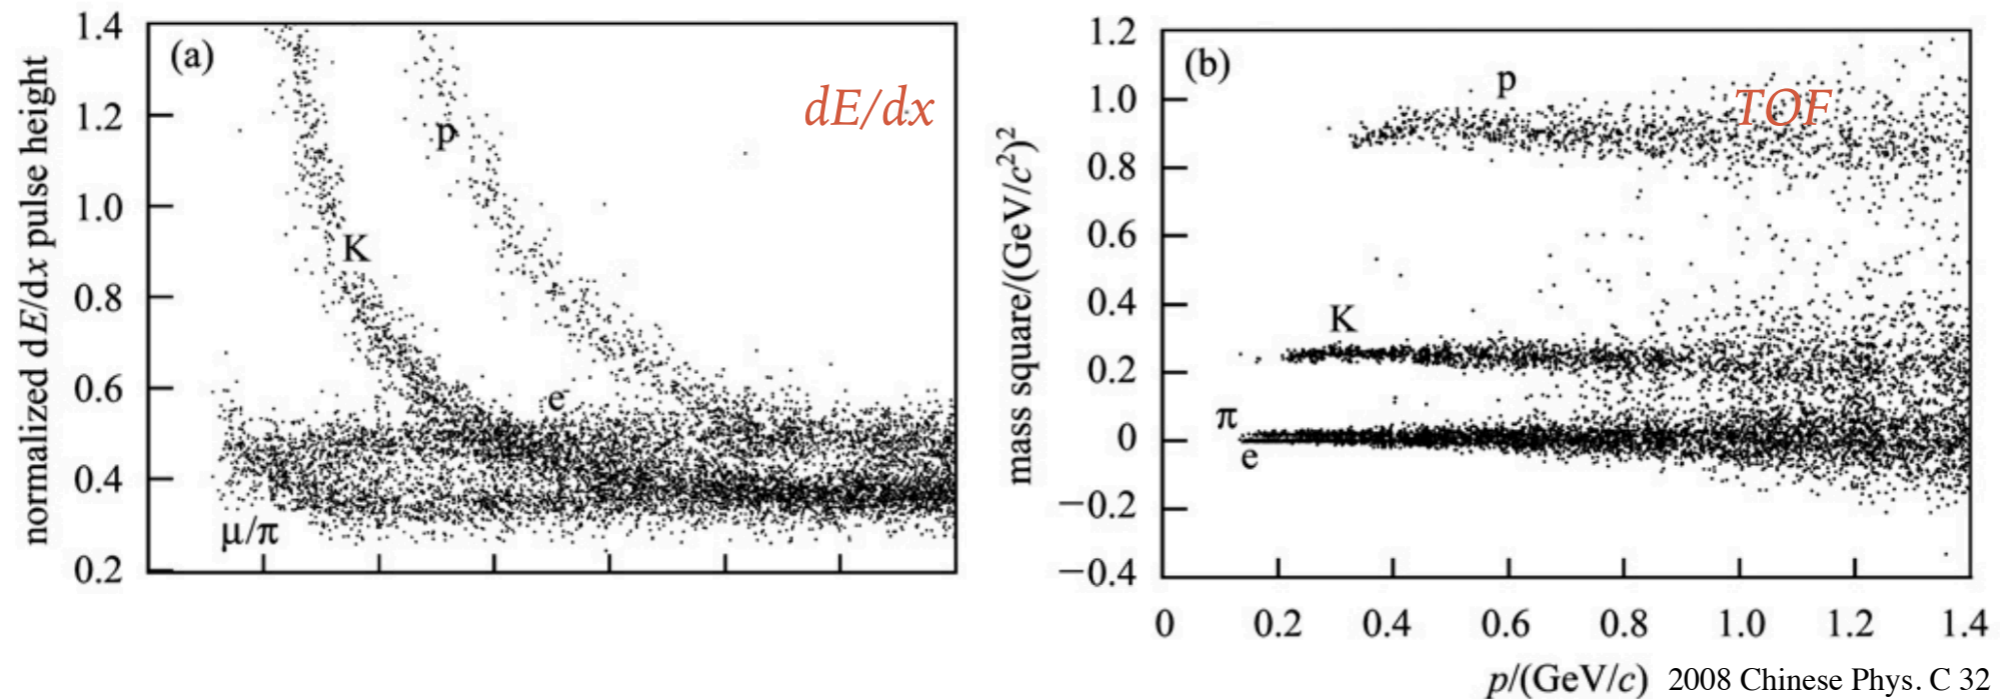 (a)
dE/dx
normalized dE/dx pulse height
1.4
1.2
1.0
0.8
0.6
0.4
0.2
p
K
e
μ/π
(b)
TOF
mass square/(GeV/c²)²
1.2
1.0
0.8
0.6
0.4
0.2
0
−0.2
−0.4
p
K
π
e
0 0.2 0.4 0.6 0.8 1.0 1.2 1.4
p/(GeV/c)
2008 Chinese Phys. C 32